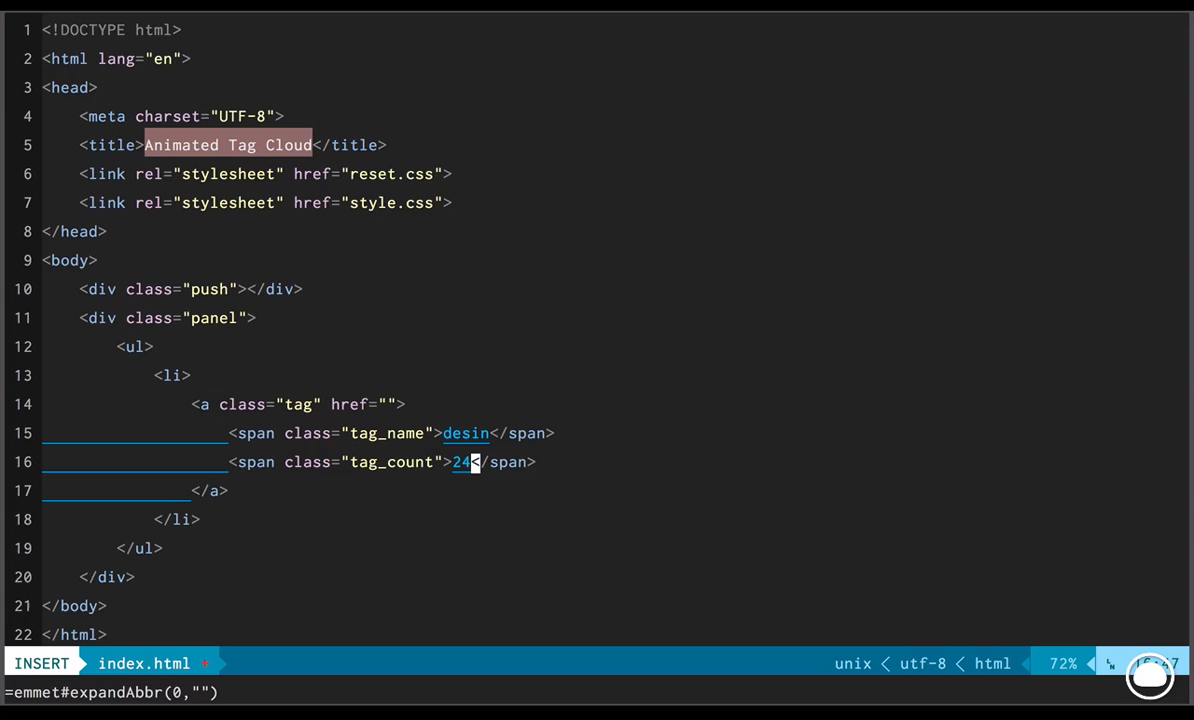 1 <!DOCTYPE html>
2 <html lang="en">
3 <head>
4 <meta charset="UTF-8">
5 <title>Animated Tag Cloud</title>
6 <link rel="stylesheet" href="reset.css">
7 <link rel="stylesheet" href="style.css">
8 </head>
9 <body>
10 <div class="push"></div>
11 <div class="panel">
12 <ul>
13 <li>
14 <a class="tag" href="">
15 <span class="tag_name">desin</span>
16 <span class="tag_count">24</span>
17 </a>
18 </li>
19 </ul>
20 </div>
21 </body>
22 </html>
INSERT index.html * unix < utf-8 < html 72%
=emmet#expandAbbr(0,"")